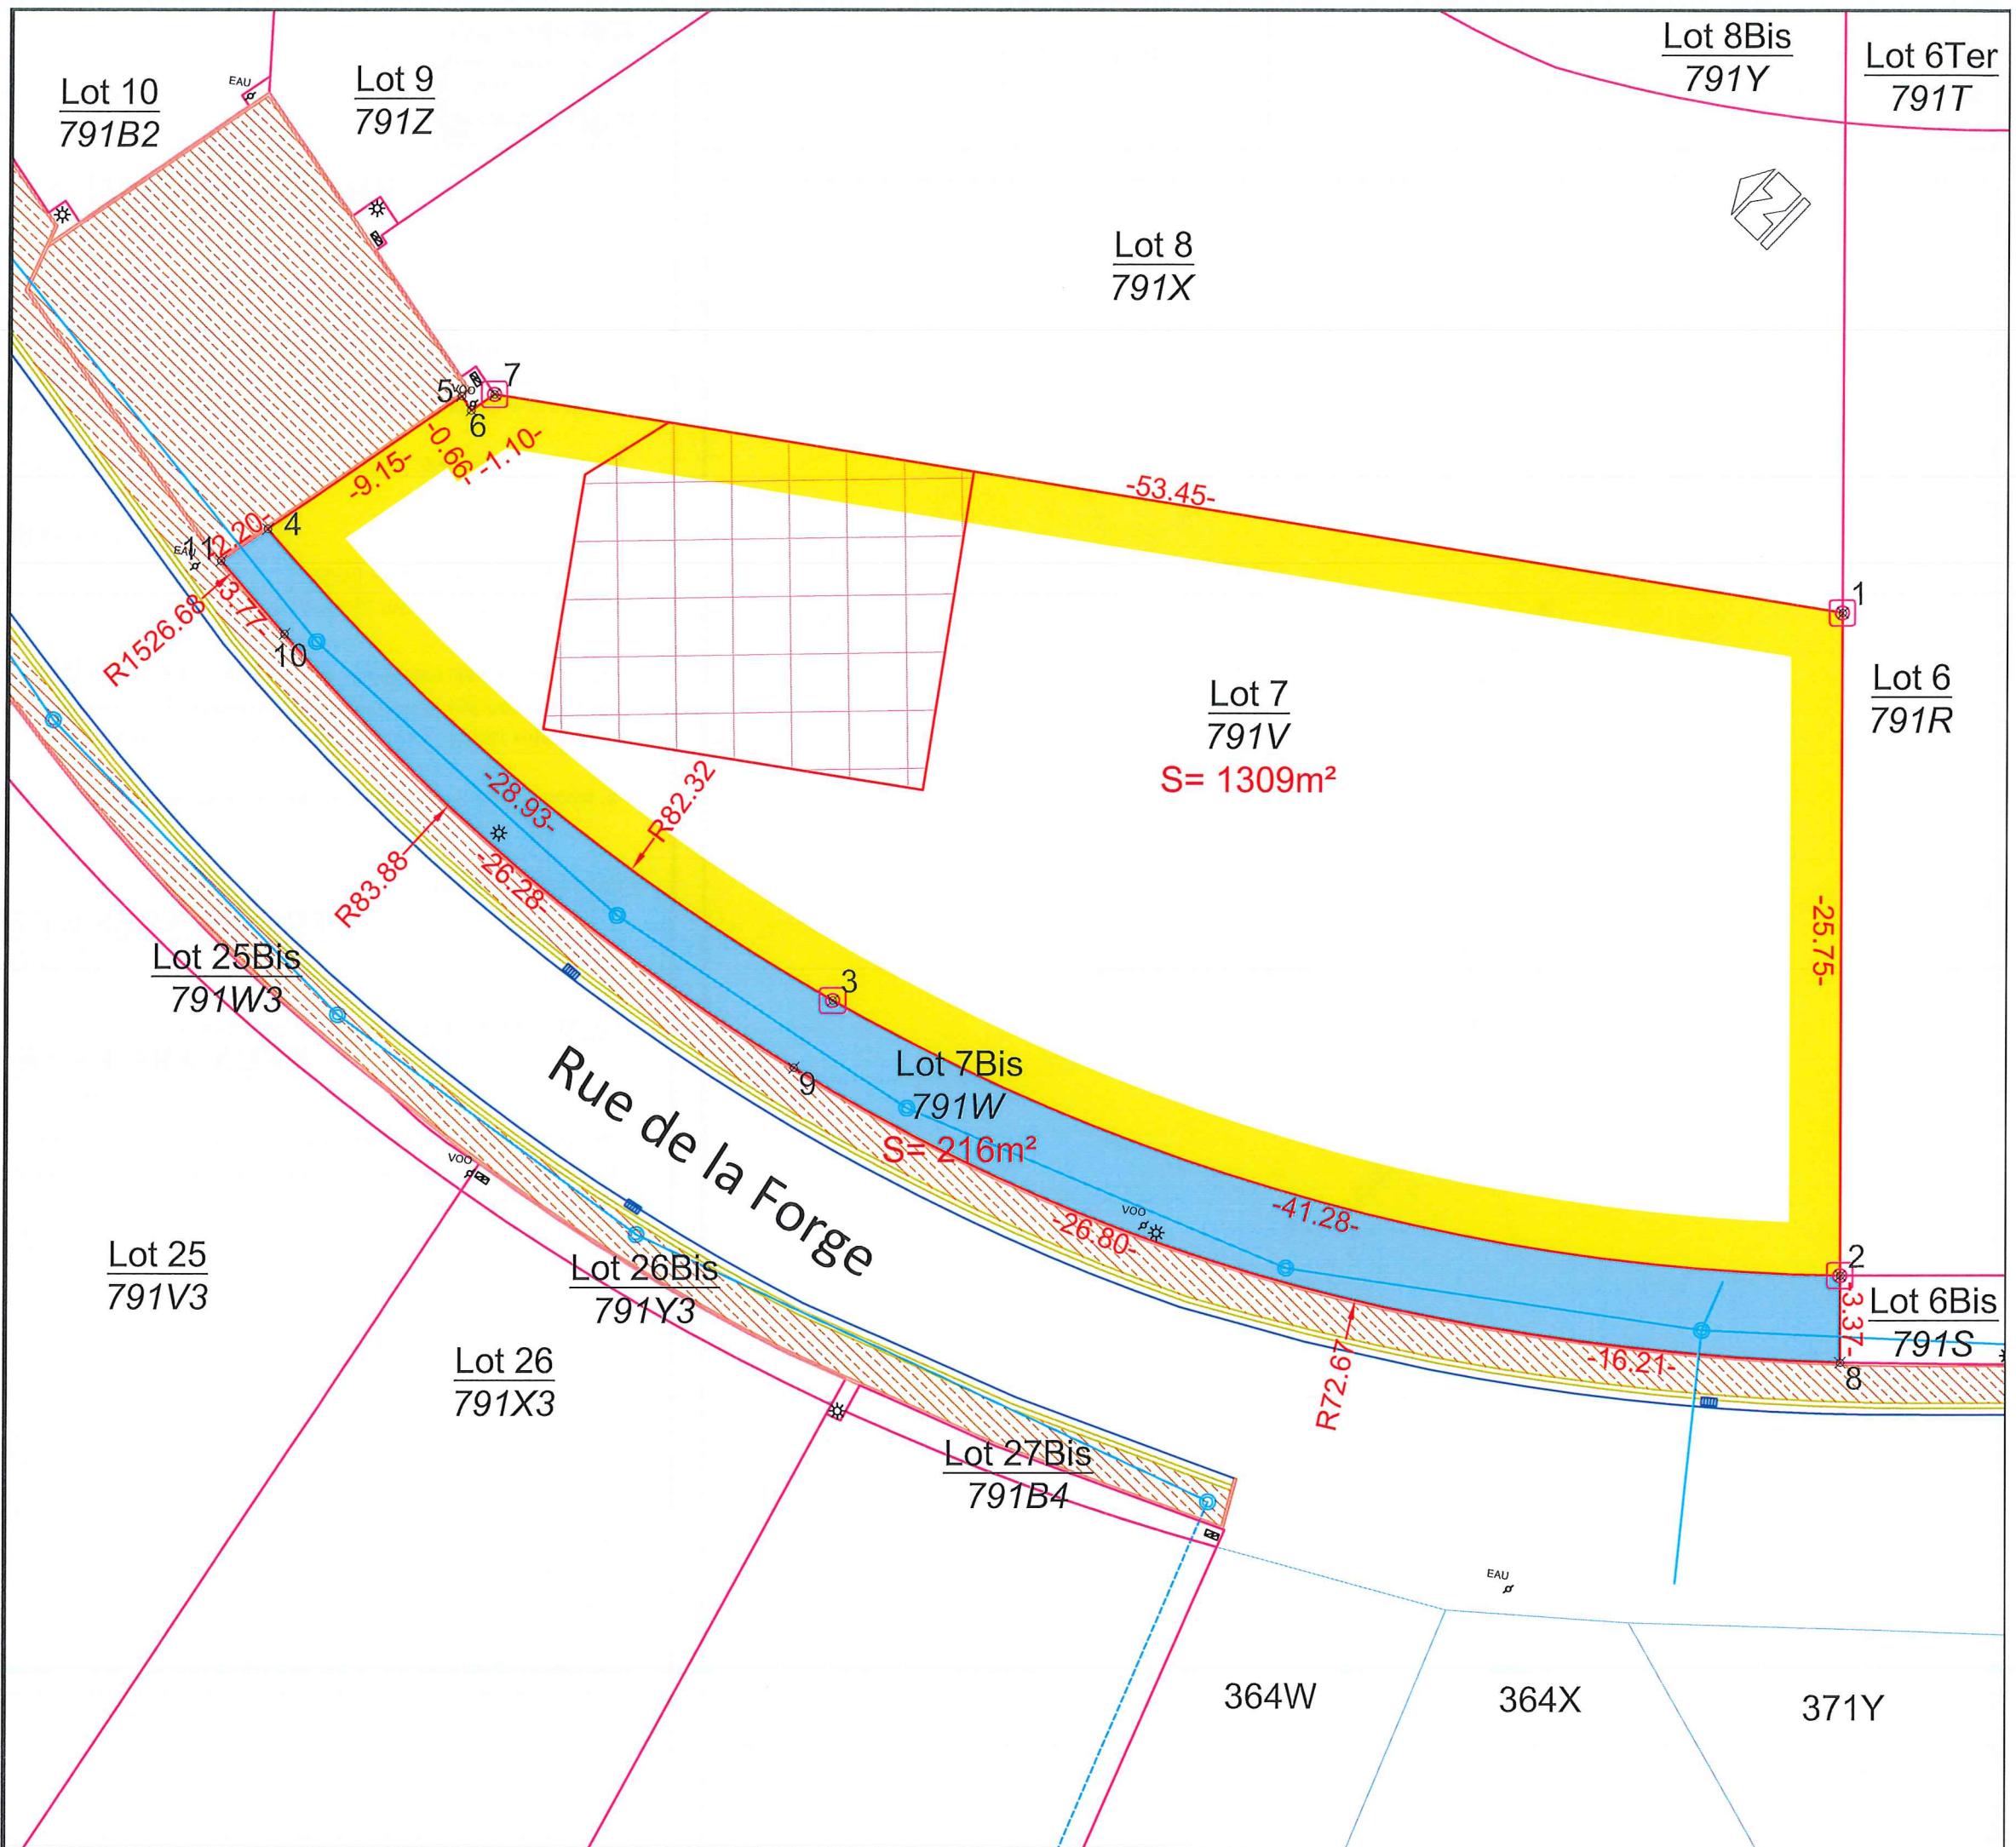 Lot 8Bis
791Y
Lot 6Ter
791T
EAU
Lot 10
791B2
Lot 9
791Z
Lot 8
791X
5
VOO
7
6
-0.66-
-1.10-
-9.15-
-53.45-
1
-2.20-
4
EAU
11
-3.77-
10
R1526.68
Lot 7
791V
S= 1309m²
Lot 6
791R
-28.93-
R82.32
R83.88
-26.28-
-25.75-
Lot 25Bis
791W3
3
9
Lot 7Bis
791W
S= 216m²
Rue de la Forge
VOO
VOO
-26.80-
-41.28-
2
-3.37-
Lot 6Bis
791S
8
-16.21-
R72.67
Lot 25
791V3
Lot 26Bis
791Y3
Lot 26
791X3
Lot 27Bis
791B4
EAU
364W
364X
371Y